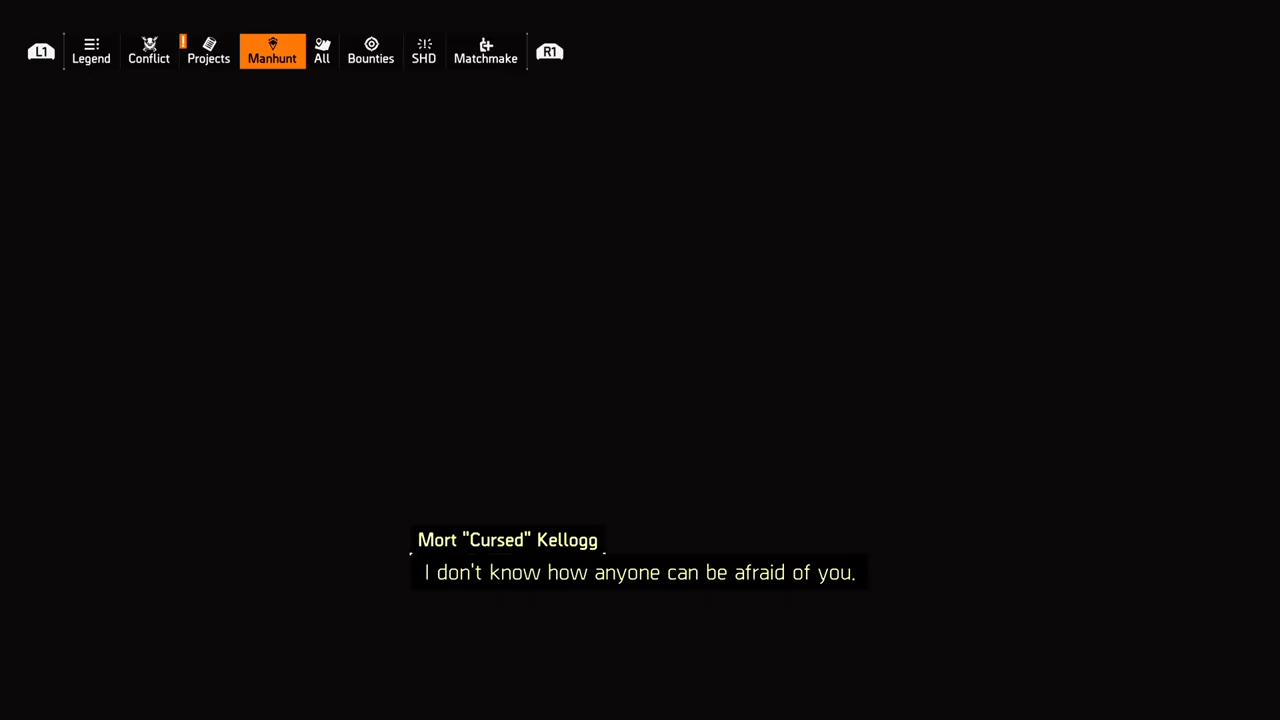 L1 Legend Conflict Projects Manhunt All Bounties SHD Matchmake R1
Mort "Cursed" Kellogg
I don't know how anyone can be afraid of you.